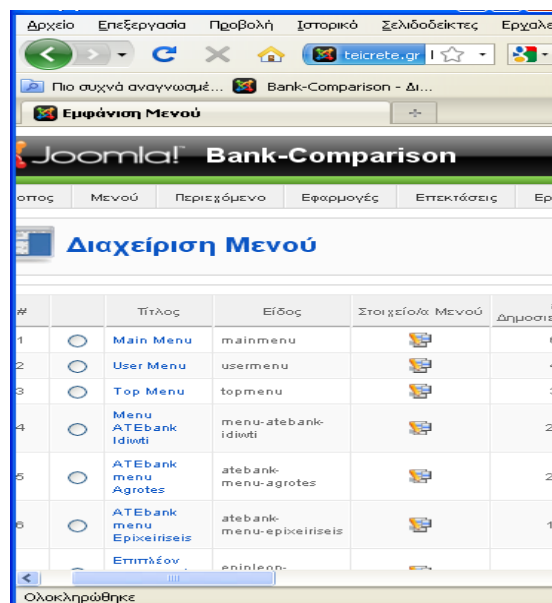 Αρχείο Επεξεργασία Προβολή Ιστορικό Σελιδοδείκτες
teicrete.gr
Πιο συχνά αναγνωσμέ... Bank-Comparison - Δι...
Εμφάνιση Μενού
Joomla! Bank-Comparison
Μενού Περιεχόμενο Εφαρμογές Επεκτάσεις
Διαχείριση Μενού
# Τίτλος Είδος Στοιχείο/α Μενού
1 Main Menu mainmenu
2 User Menu usermenu
3 Top Menu topmenu
4 Menu ATEbank Idiwti menu-atebank-idiwti
5 ATEbank menu Agrotes atebank-menu-agrotes
6 ATEbank menu Epixeiriseis atebank-menu-epixeiriseis
Επιπλέον
Ολοκληρώθηκε